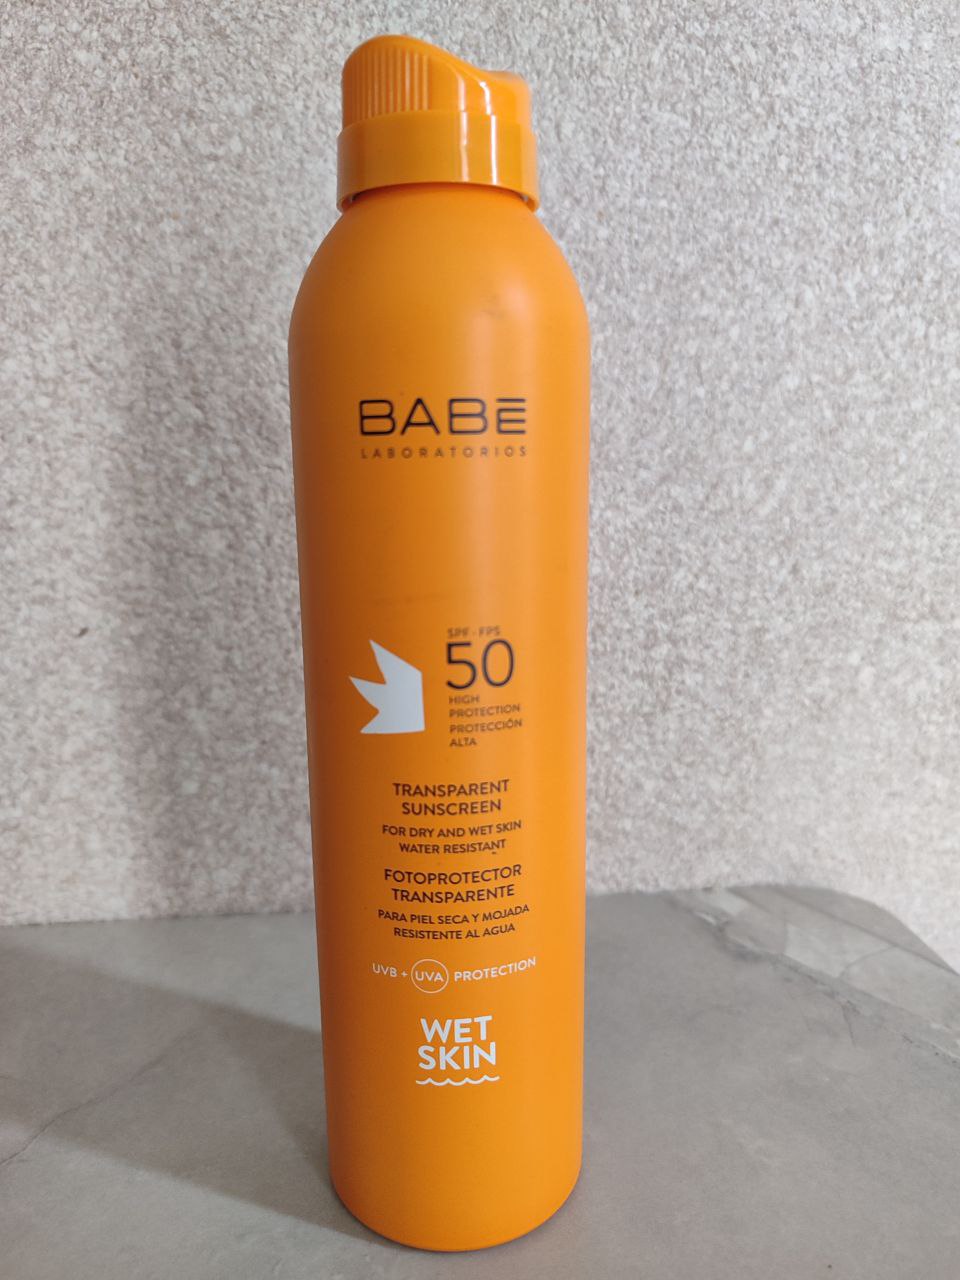 BABĒ
LABORATORIOS
SPF - FPS
50
HIGH
PROTECTION
PROTECCIÓN
ALTA
TRANSPARENT
SUNSCREEN
FOR DRY AND WET SKIN
WATER RESISTANT
FOTOPROTECTOR
TRANSPARENTE
PARA PIEL SECA Y MOJADA
RESISTENTE AL AGUA
UVB + UVA PROTECTION
WET
SKIN